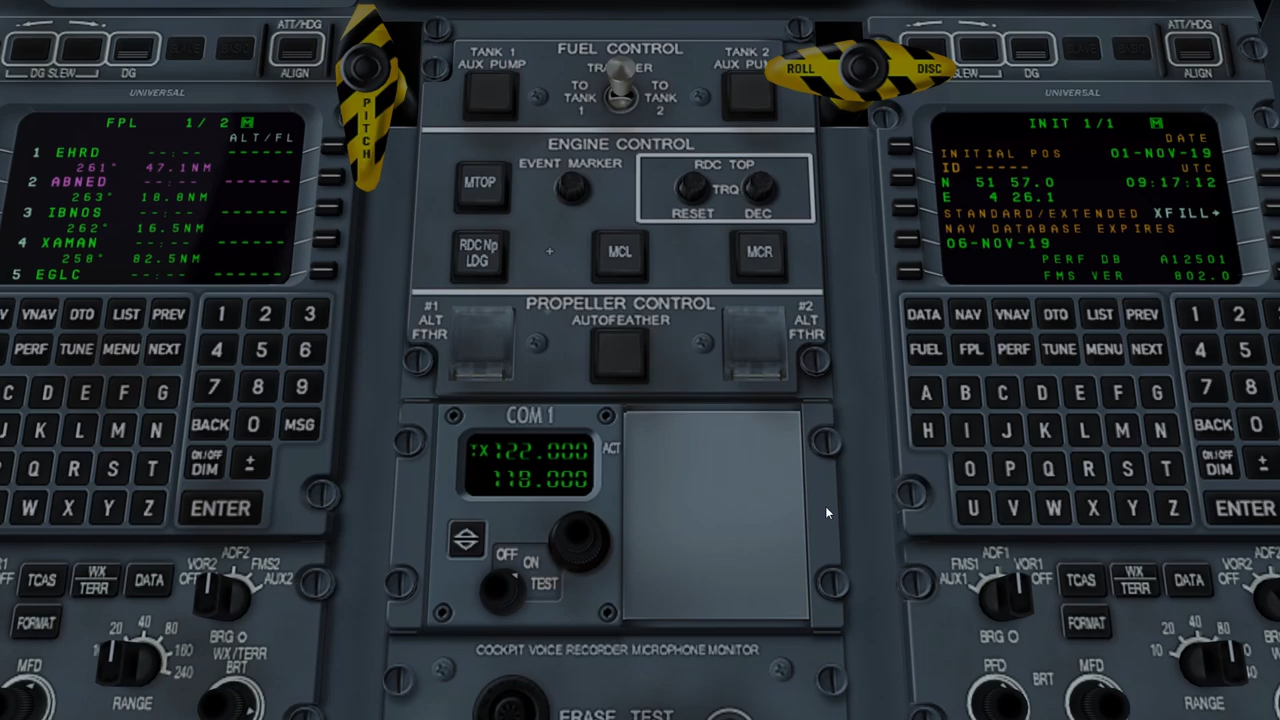 ATT/HDG
DG SLEW
DG
SLAVE
BASIC
ALIGN
UNIVERSAL
FPL 1/ 2 M
ALT/FL
1 EHRD --:-- ------
261° 47.1NM
2 ABNED --:-- ------
263° 18.8NM
3 IBNOS --:-- ------
262° 16.5NM
4 XAMAN --:-- ------
258° 82.5NM
5 EGLC --:-- ------
VNAV DTO LIST PREV 1 2 3
PERF TUNE MENU NEXT 4 5 6
C D E F G 7 8 9
J K L M N BACK 0 MSG
Q R S T ON/OFF DIM ±
W X Y Z ENTER
OFF TCAS WX TERR DATA
FORMAT
VOR2 ADF2 FMS2
OFF AUX2
BRG O
WX/TERR
BRT
MFD
20 40 80
160
240
RANGE
PITCH
FUEL CONTROL
TANK 1 AUX PUMP
TANK 2 AUX PUM
TO TANK 1
TO TANK 2
ENGINE CONTROL
MTOP
EVENT MARKER
RDC TOP
TRQ
RESET DEC
RDC Np LDG
+
MCL
MCR
PROPELLER CONTROL
#1 ALT FTHR
AUTOFEATHER
#2 ALT FTHR
COM 1
TX122.000
ACT
118.000
OFF
ON
TEST
COCKPIT VOICE RECORDER MICROPHONE MONITOR
ERASE TEST
ROLL DISC
ATT/HDG
SLEW
DG
SLAVE
BASIC
ALIGN
UNIVERSAL
INIT 1/1 M
DATE
INITIAL POS 01-NOV-19
ID ----- UTC
N 51 57.0 09:17:12
E 4 26.1
STANDARD/EXTENDED XFILL→
NAV DATABASE EXPIRES
06-NOV-19
PERF DB A12501
FMS VER 802.0
DATA NAV VNAV DTO LIST PREV 1 2
FUEL FPL PERF TUNE MENU NEXT 4 5
A B C D E F G 7 8
H I J K L M N BACK 0
O P Q R S T ON/OFF DIM ±
U V W X Y Z ENTER
FMS1 ADF1 VOR1
AUX1 OFF
TCAS WX TERR DATA
FORMAT
BRG O
PFD
BRT
MFD
VOR2 ADF2
OFF
10 20 40 80
RANGE